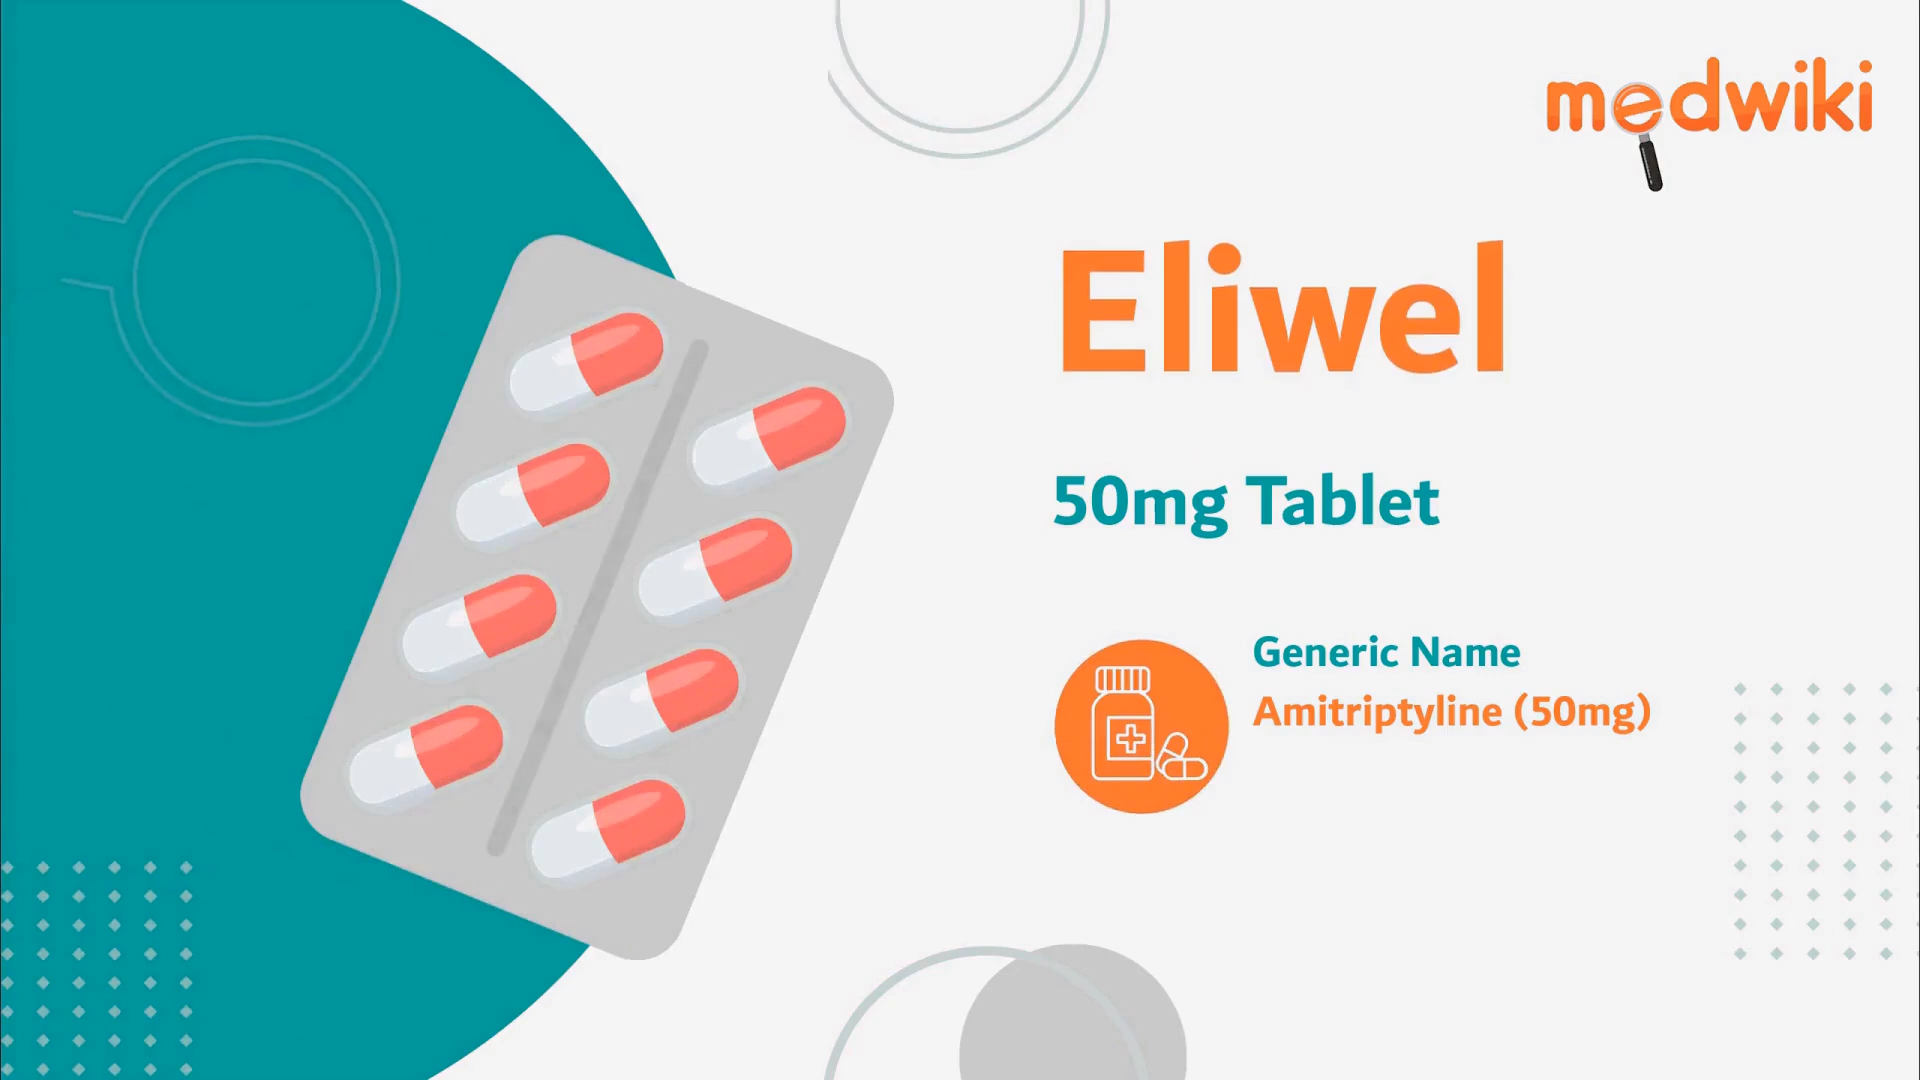 medwiki
Eliwel
50mg Tablet
Generic Name
Amitriptyline (50mg)